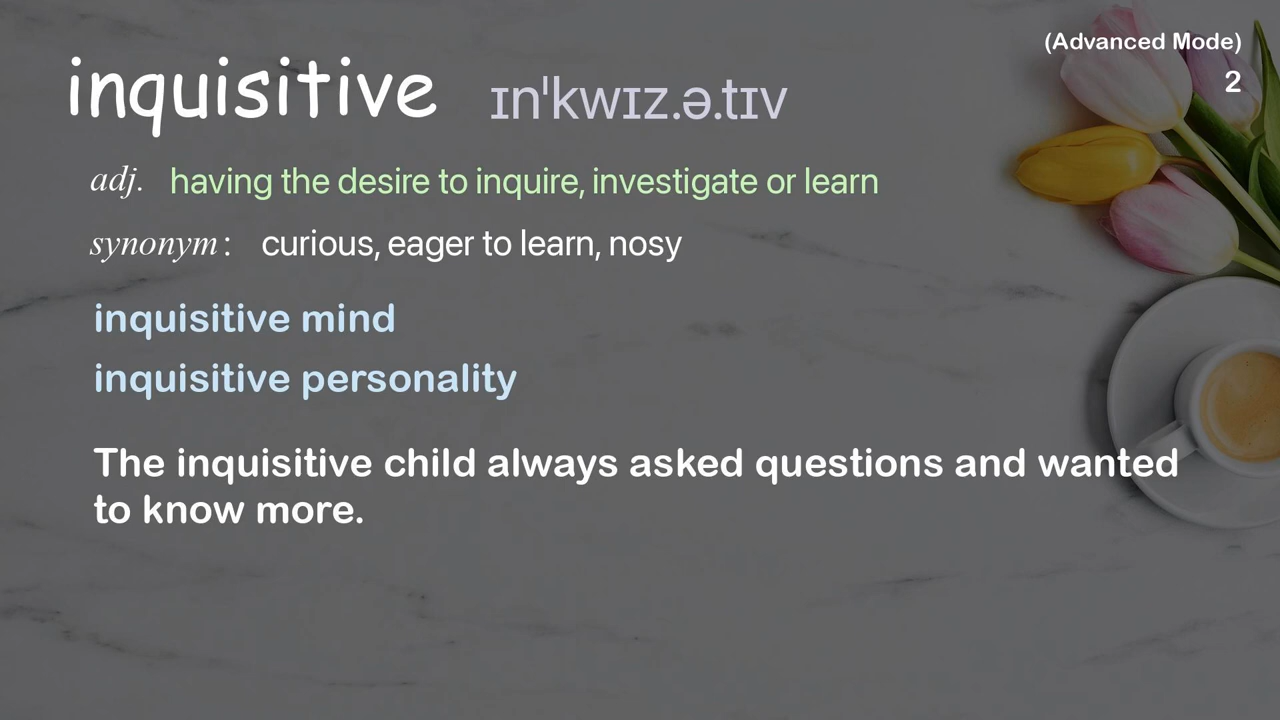 (Advanced Mode)
2
inquisitive ɪnˈkwɪz.ə.tɪv
adj. having the desire to inquire, investigate or learn
synonym: curious, eager to learn, nosy
inquisitive mind
inquisitive personality
The inquisitive child always asked questions and wanted
to know more.